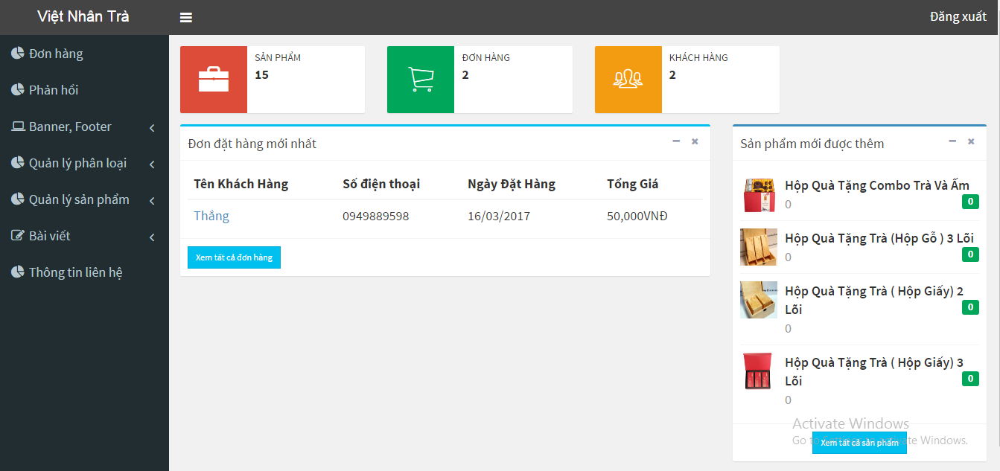 Việt Nhân Trà
Đăng xuất
Đơn hàng
Phản hồi
Banner, Footer
Quản lý phân loại
Quản lý sản phẩm
Bài viết
Thông tin liên hệ
SẢN PHẨM
15
ĐƠN HÀNG
2
KHÁCH HÀNG
2
Đơn đặt hàng mới nhất
Tên Khách Hàng Số điện thoại Ngày Đặt Hàng Tổng Giá
Thắng 0949889598 16/03/2017 50,000VNĐ
Xem tất cả đơn hàng
Sản phẩm mới được thêm
Hộp Quà Tặng Combo Trà Và Ấm
0
0
Hộp Quà Tặng Trà (Hộp Gỗ ) 3 Lõi
0
0
Hộp Quà Tặng Trà ( Hộp Giấy) 2
Lõi
0
0
Hộp Quà Tặng Trà ( Hộp Giấy) 3
Lõi
0
0
Activate Windows
Go to
Xem tất cả sản phẩm
Windows.